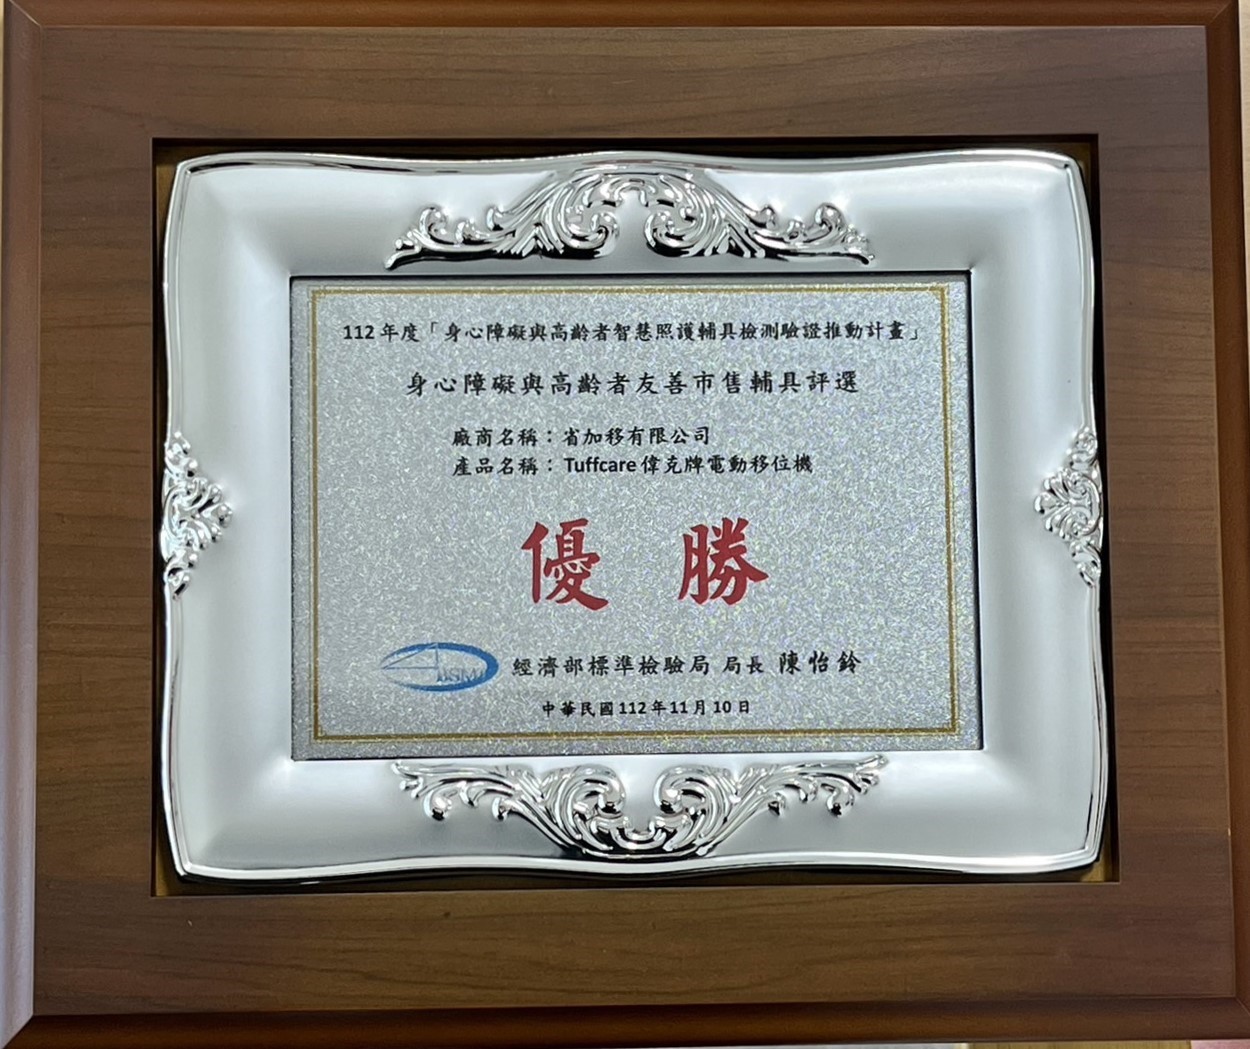 112年度「身心障礙與高齡者智慧照護輔具檢測驗證推動計畫」
身心障礙與高齡者友善市售輔具評選
廠商名稱：省加移有限公司
產品名稱：Tuffcare偉克牌電動移位機
優勝
BSMI 經濟部標準檢驗局 局長 陳怡鈴
中華民國112年11月10日